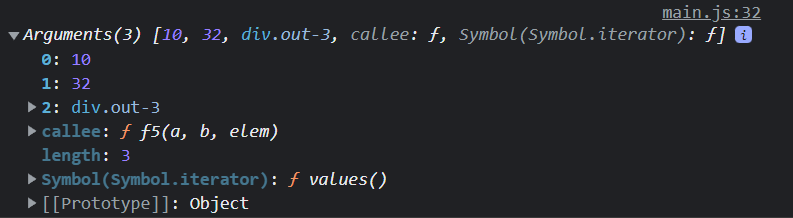 main.js:32
▼Arguments(3) [10, 32, div.out-3, callee: ƒ, Symbol(Symbol.iterator): ƒ] i
0: 10
1: 32
▶ 2: div.out-3
▶ callee: ƒ f5(a, b, elem)
length: 3
▶ Symbol(Symbol.iterator): ƒ values()
▶ [[Prototype]]: Object